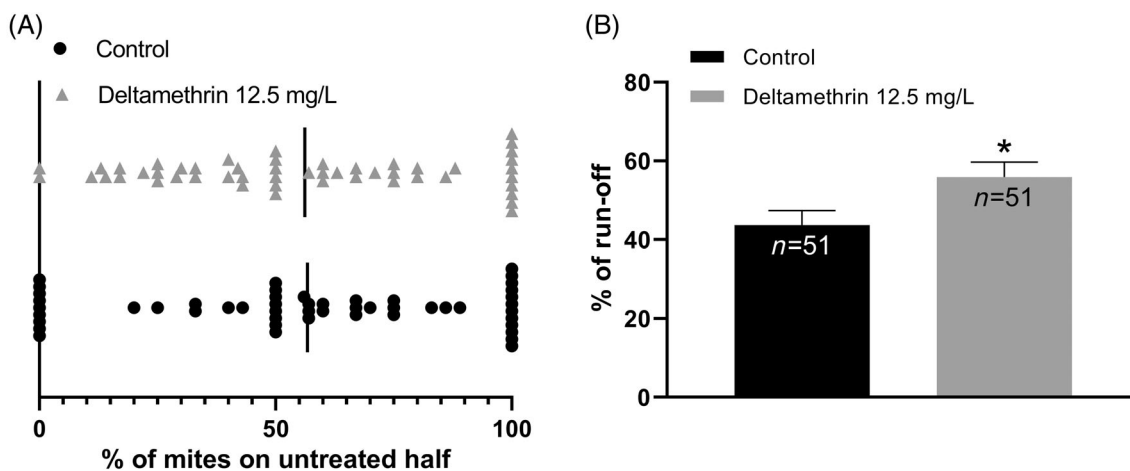 (A)
Control
Deltamethrin 12.5 mg/L
0
50
100
% of mites on untreated half
(B)
Control
Deltamethrin 12.5 mg/L
% of run-off
80
60
40
20
0
n=51
*
n=51